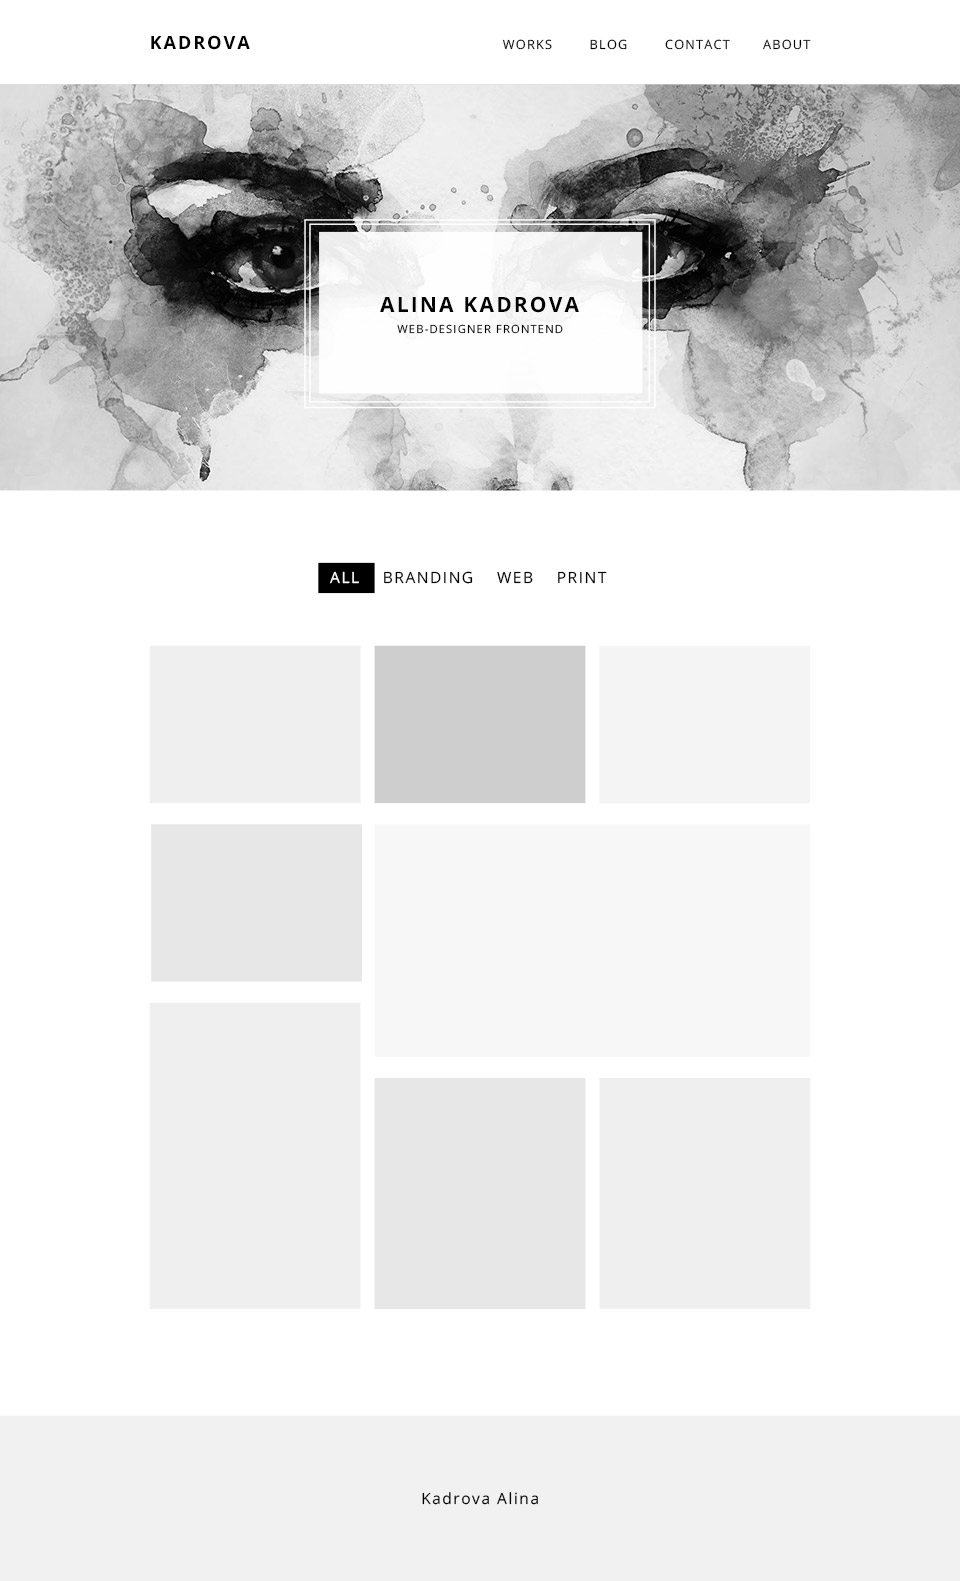 KADROVA WORKS BLOG CONTACT ABOUT
ALINA KADROVA
WEB-DESIGNER FRONTEND
ALL BRANDING WEB PRINT
Kadrova Alina